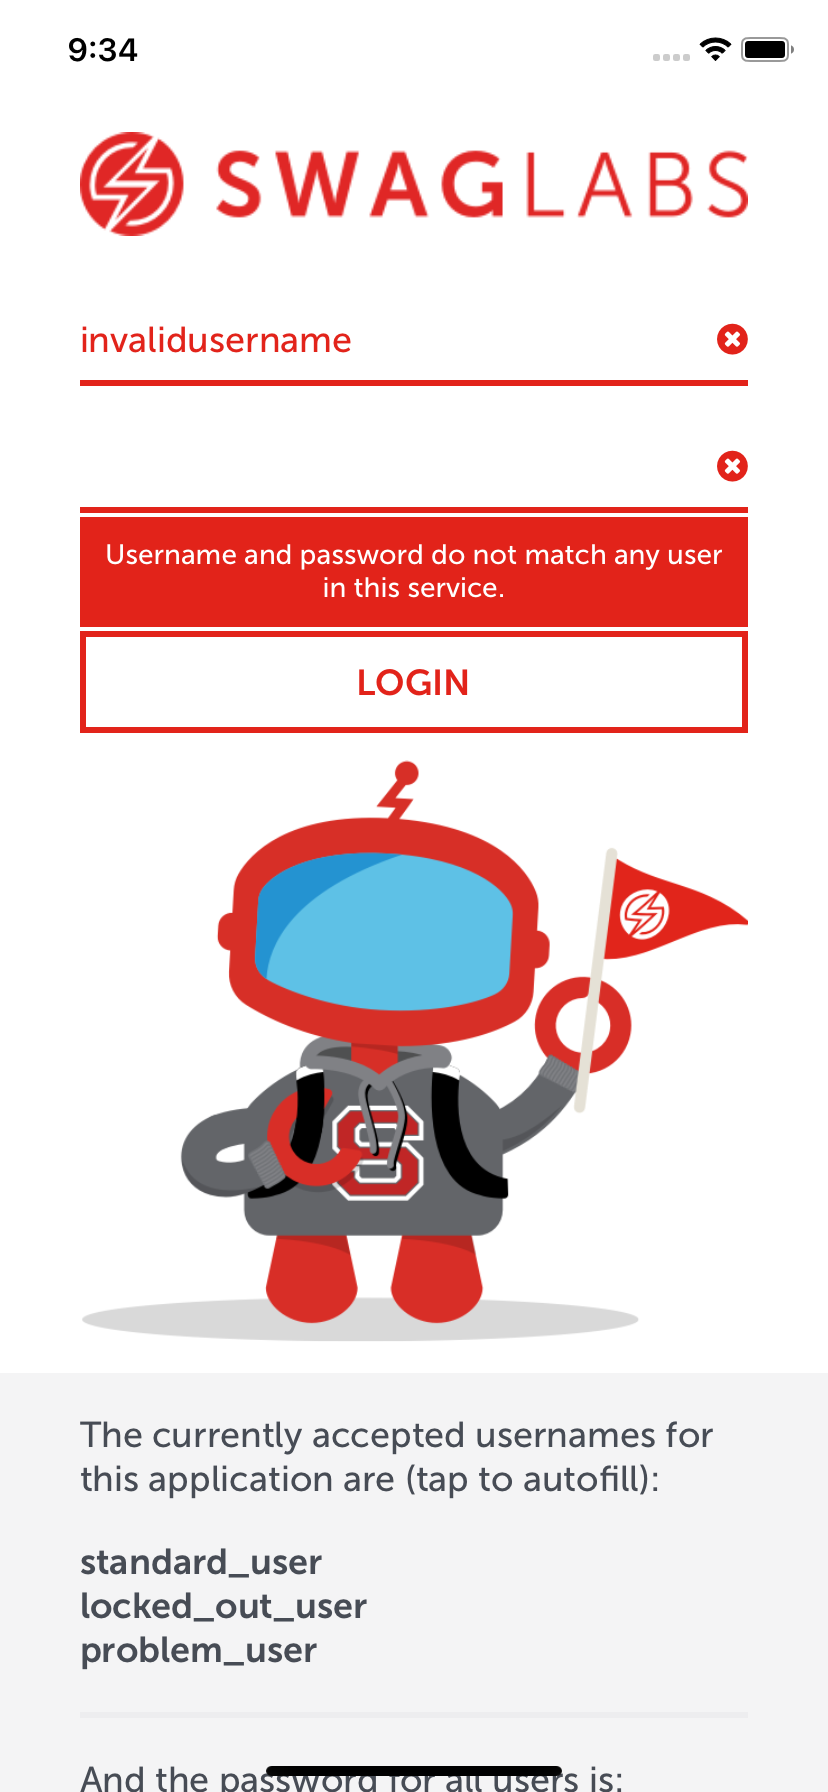 9:34
SWAGLABS
invalidusername
Username and password do not match any user
in this service.
LOGIN
S
The currently accepted usernames for
this application are (tap to autofill):
standard_user
locked_out_user
problem_user
And the password for all users is: